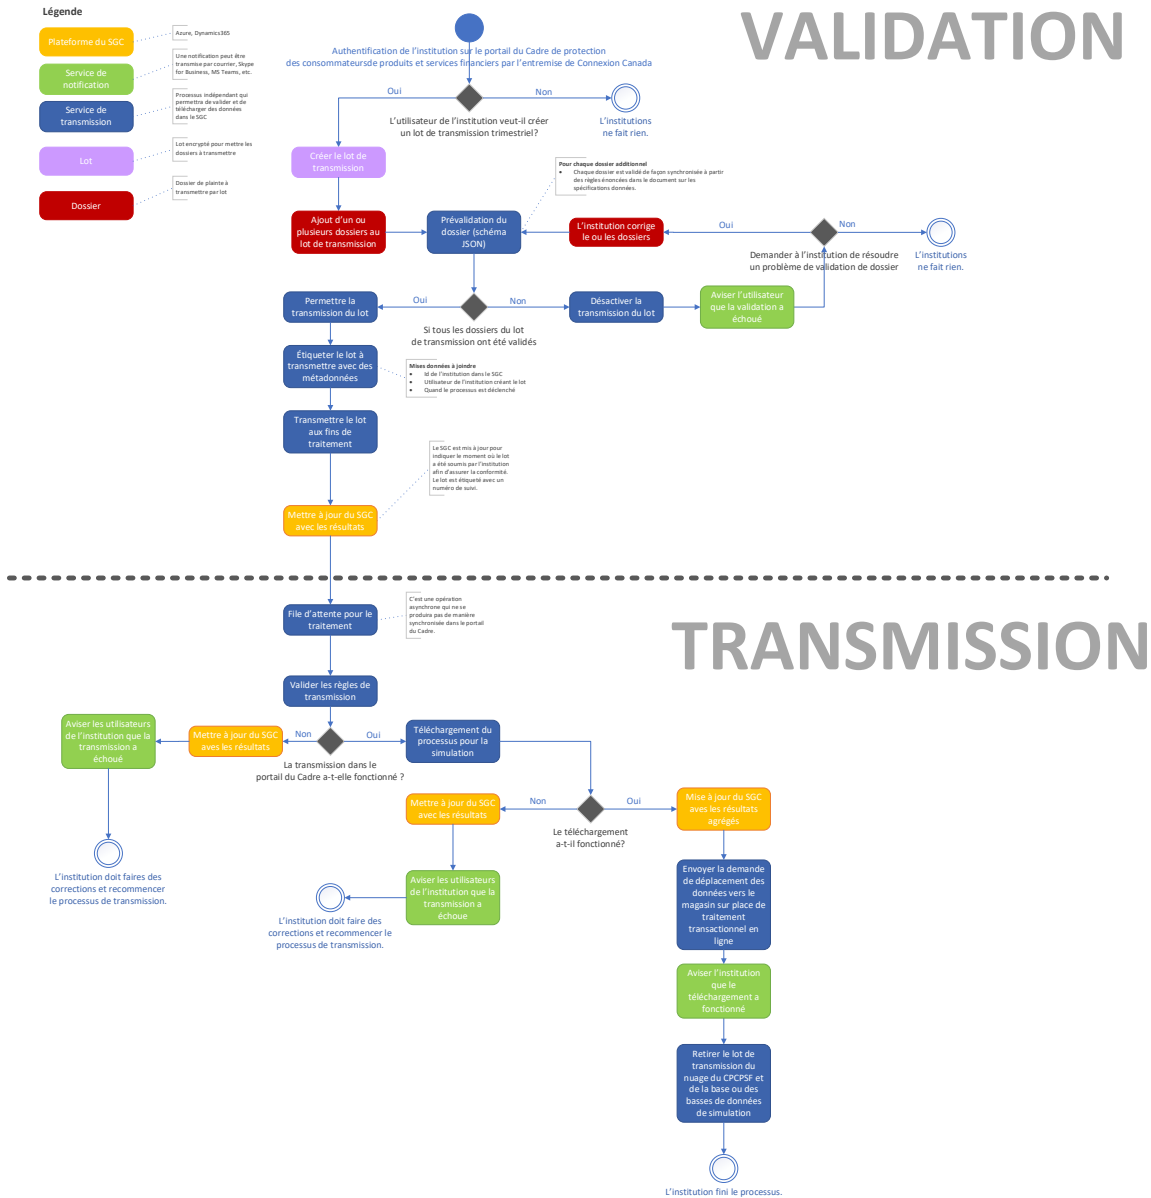 Légende
Plateforme du SGC
Azure, Dynamics365
Service de
notification
Une notification peut être
transmise par courrier, Skype
for Business, MS Teams, etc.
Service de
transmission
Processus indépendant qui
permettra de valider et de
télécharger des données
dans le SGC
Lot
Lot encrypté pour mettre les
dossiers à transmettre
Dossier
Dossier de plainte à
transmettre par lot
VALIDATION
Authentification de l'institution sur le portail du Cadre de protection
des consommateursde produits et services financiers par l'entremise de Connexion Canada
Oui
Non
L'utilisateur de l'institution veut-il créer
un lot de transmission trimestriel?
L'institutions
ne fait rien.
Créer le lot de
transmission
Pour chaque dossier additionnel
• Chaque dossier est validé de façon synchronisée à partir
des règles énoncées dans le document sur les
spécifications données.
Ajout d'un ou
plusieurs dossiers au
lot de transmission
Prévalidation du
dossier (schéma
JSON)
L'institution corrige
le ou les dossiers
Oui
Non
Demander à l'institution de résoudre
un problème de validation de dossier
L'institutions
ne fait rien.
Permettre la
transmission du lot
Oui
Non
Si tous les dossiers du lot
de transmission ont été validés
Désactiver la
transmission du lot
Aviser l'utilisateur
que la validation a
échoué
Étiqueter le lot à
transmettre avec des
métadonnées
Mises données à joindre
• Id de l'institution dans le SGC
• Utilisateur de l'institution créant le lot
• Quand le processus est déclenché
Transmettre le lot
aux fins de
traitement
Le SGC est mis à jour pour
indiquer le moment où le lot
a été soumis par l'institution
afin d'assurer la conformité.
Le lot est étiqueté avec un
numéro de suivi.
Mettre à jour du SGC
avec les résultats
TRANSMISSION
File d'attente pour le
traitement
C'est une opération
asynchrone qui ne se
produira pas de manière
synchronisée dans le portail
du Cadre.
Valider les règles de
transmission
Aviser les utilisateurs
de l'institution que la
transmission a
échoué
Mettre à jour du SGC
aves les résultats
Non
Oui
La transmission dans le
portail du Cadre a-t-elle fonctionné ?
Téléchargement du
processus pour la
simulation
Mettre à jour du SGC
avec les résultats
Non
Oui
Le téléchargement
a-t-il fonctionné?
Mise à jour du SGC
aves les résultats
agrégés
L'institution doit faires des
corrections et recommencer
le processus de transmission.
Aviser les utilisateurs
de l'institution que la
transmission a
échoue
L'institution doit faire des
corrections et recommencer le
processus de transmission.
Envoyer la demande
de déplacement des
données vers le
magasin sur place de
traitement
transactionnel en
ligne
Aviser l'institution
que le
téléchargement a
fonctionné
Retirer le lot de
transmission du
nuage du CPCPSF et
de la base ou des
basses de données
de simulation
L'institution fini le processus.